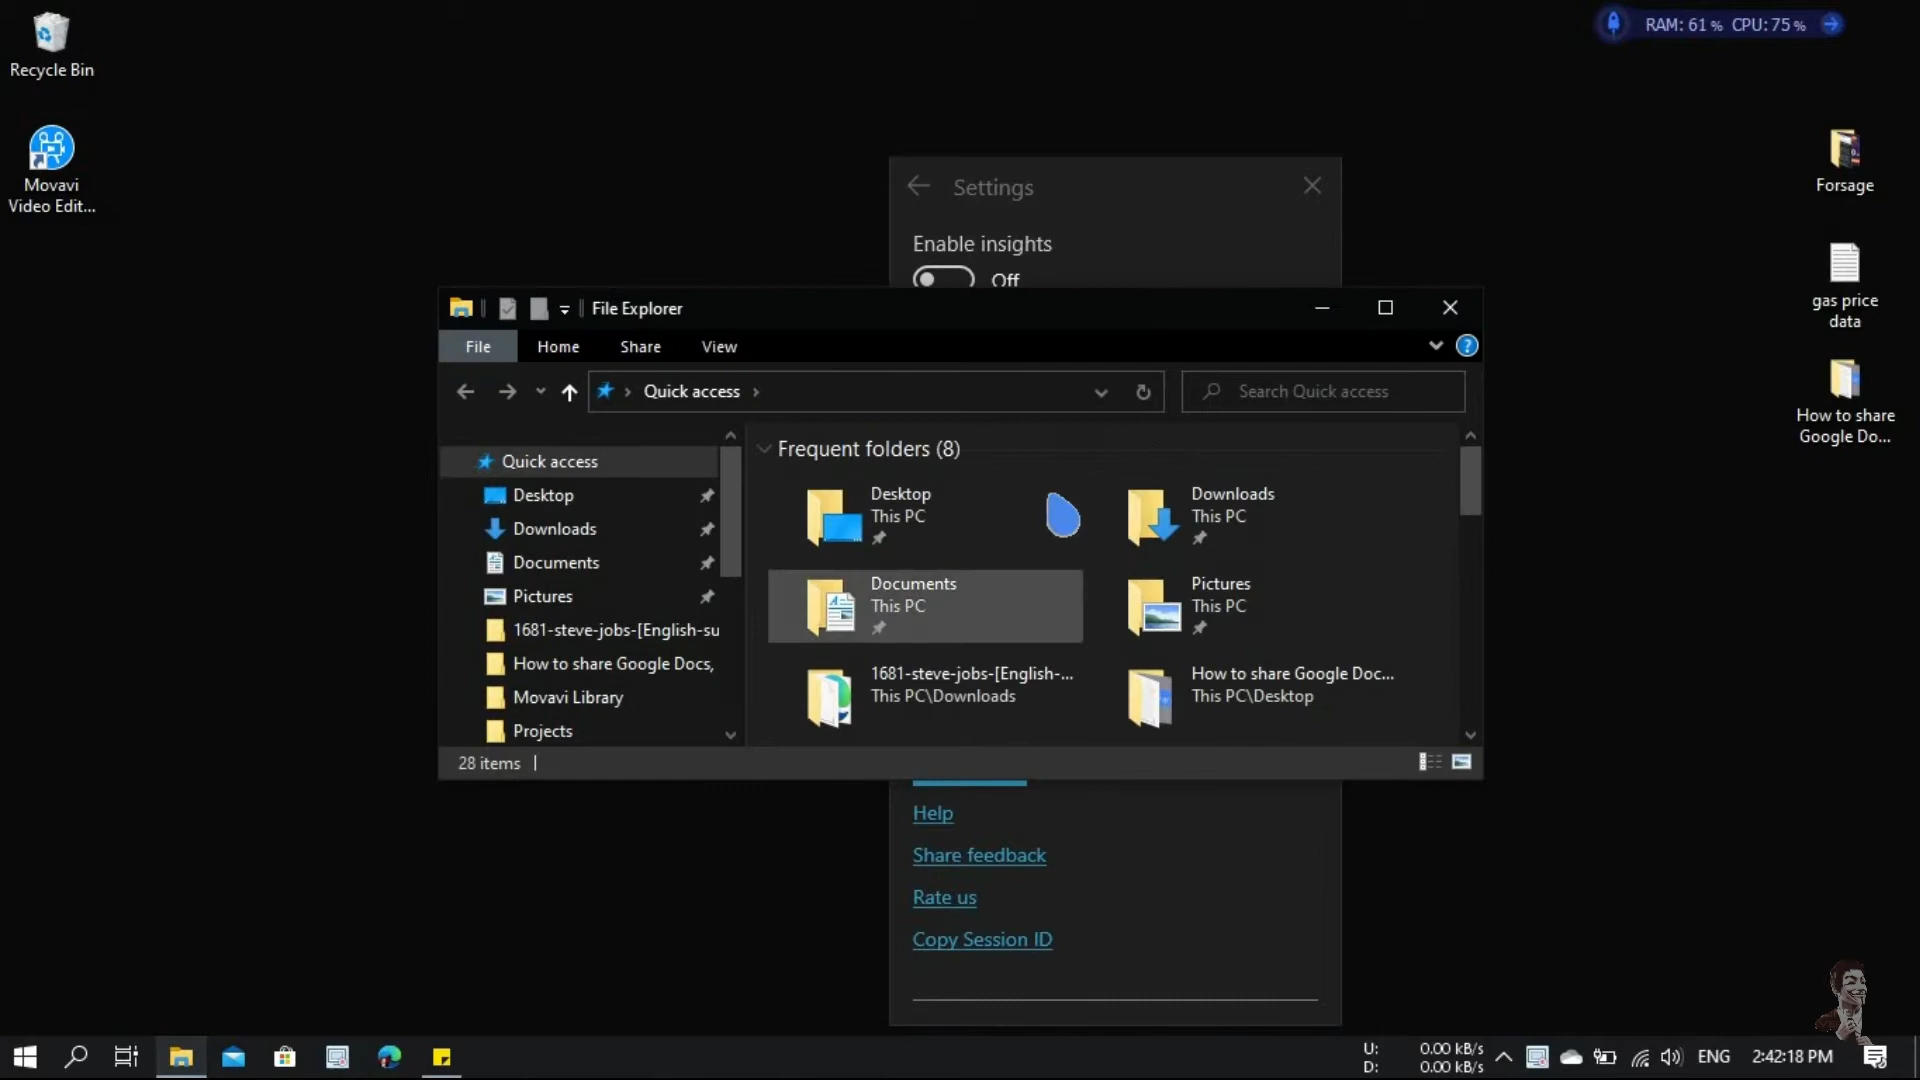 Recycle Bin
Movavi
Video Edit...
RAM: 61 % CPU: 75 %
Forsage
gas price
data
How to share
Google Do...
Settings
Enable insights
Off
File Explorer
File
Home
Share
View
Quick access
Search Quick access
Quick access
Desktop
Downloads
Documents
Pictures
1681-steve-jobs-[English-su
How to share Google Docs,
Movavi Library
Projects
Frequent folders (8)
Desktop
This PC
Downloads
This PC
Documents
This PC
Pictures
This PC
1681-steve-jobs-[English-...
This PC\Downloads
How to share Google Doc...
This PC\Desktop
28 items
Help
Share feedback
Rate us
Copy Session ID
U: 0.00 kB/s
D: 0.00 kB/s
ENG
2:42:18 PM